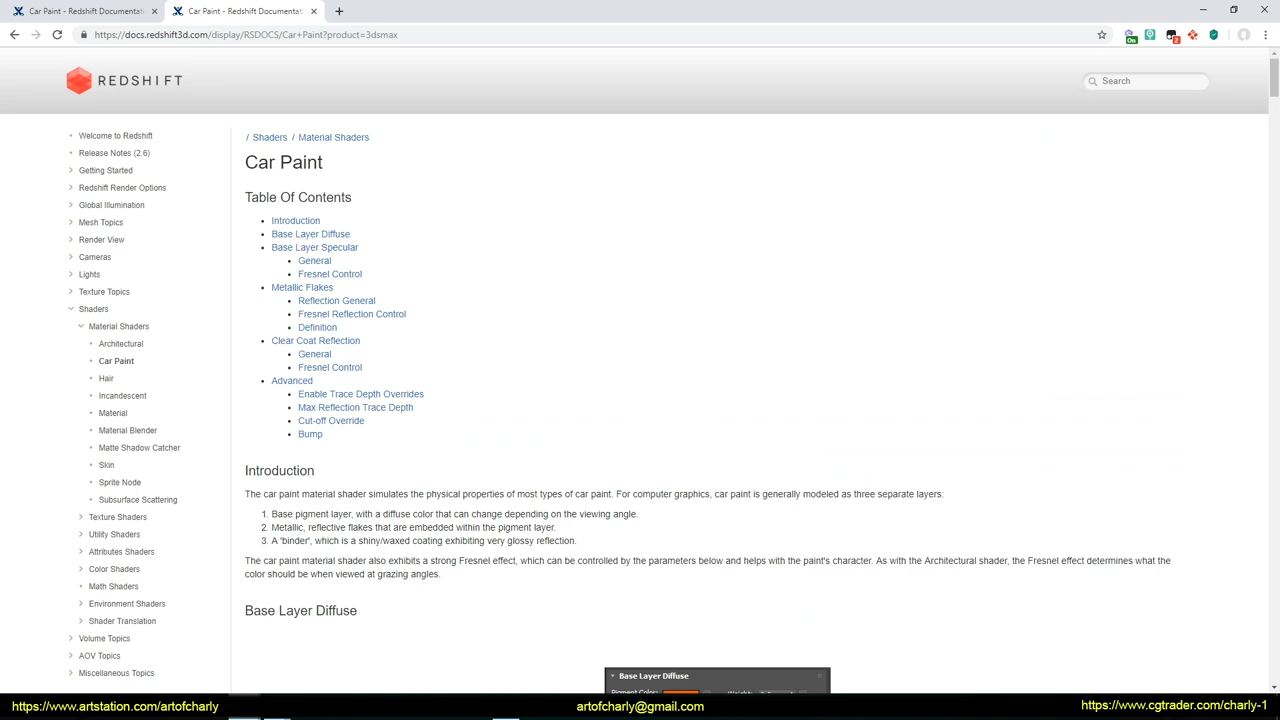 Car Paint - Redshift Documentati
Car Paint - Redshift Documentati
https://docs.redshift3d.com/display/RSDOCS/Car+Paint?product=3dsmax
On
2
REDSHIFT
Search
Welcome to Redshift
Release Notes (2.6)
Getting Started
Redshift Render Options
Global Illumination
Mesh Topics
Render View
Cameras
Lights
Texture Topics
Shaders
Material Shaders
Architectural
Car Paint
Hair
Incandescent
Material
Material Blender
Matte Shadow Catcher
Skin
Sprite Node
Subsurface Scattering
Texture Shaders
Utility Shaders
Attributes Shaders
Color Shaders
Math Shaders
Environment Shaders
Shader Translation
Volume Topics
AOV Topics
Miscellaneous Topics
/ Shaders / Material Shaders
Car Paint
Table Of Contents
• Introduction
• Base Layer Diffuse
• Base Layer Specular
• General
• Fresnel Control
• Metallic Flakes
• Reflection General
• Fresnel Reflection Control
• Definition
• Clear Coat Reflection
• General
• Fresnel Control
• Advanced
• Enable Trace Depth Overrides
• Max Reflection Trace Depth
• Cut-off Override
• Bump
Introduction
The car paint material shader simulates the physical properties of most types of car paint. For computer graphics, car paint is generally modeled as three separate layers:
1. Base pigment layer, with a diffuse color that can change depending on the viewing angle.
2. Metallic, reflective flakes that are embedded within the pigment layer.
3. A 'binder', which is a shiny/waxed coating exhibiting very glossy reflection.
The car paint material shader also exhibits a strong Fresnel effect, which can be controlled by the parameters below and helps with the paint's character. As with the Architectural shader, the Fresnel effect determines what the
color should be when viewed at grazing angles.
Base Layer Diffuse
Base Layer Diffuse
https://www.artstation.com/artofcharly
artofcharly@gmail.com
https://www.cgtrader.com/charly-1